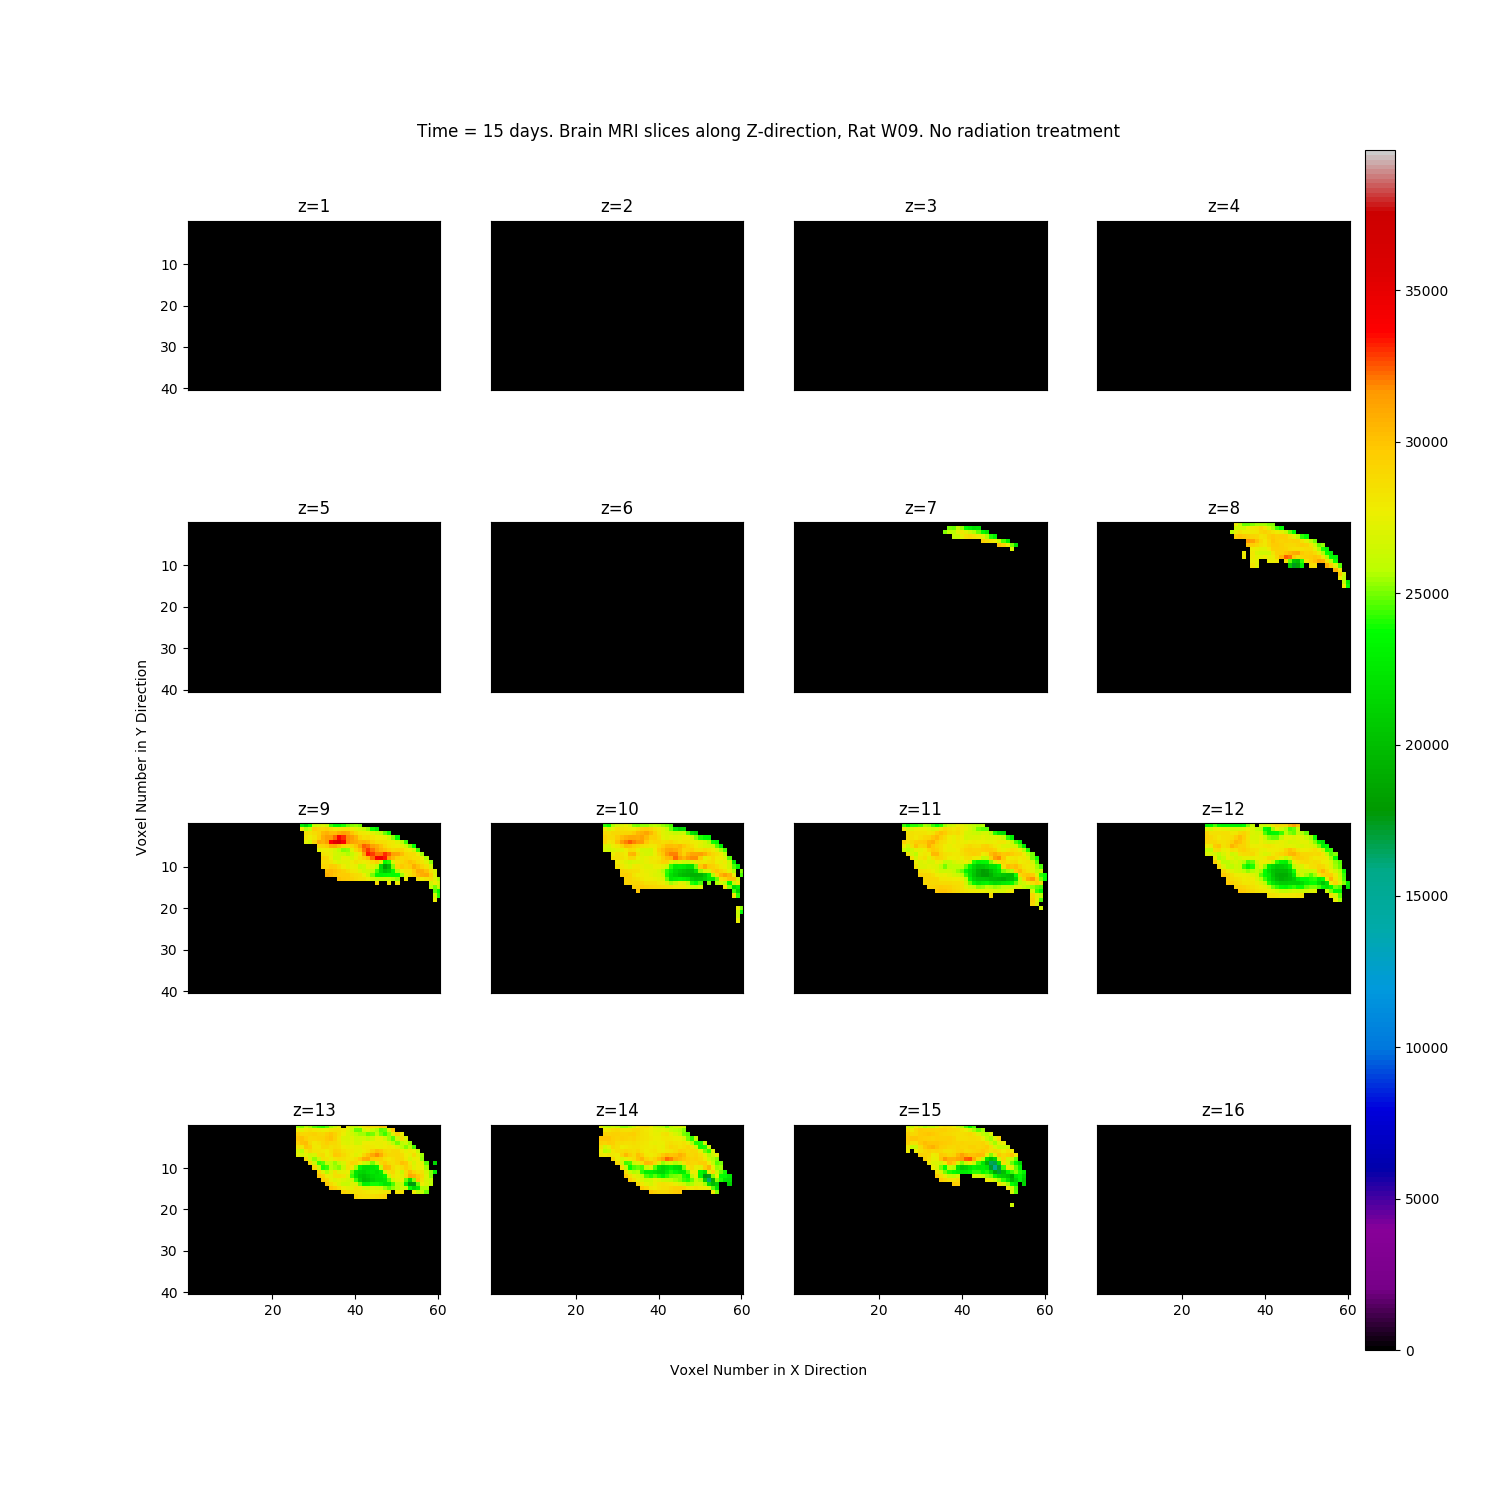 Time = 15 days. Brain MRI slices along Z-direction, Rat W09. No radiation treatment
z=1
z=2
z=3
z=4
10
20
30
40
z=5
z=6
z=7
z=8
10
20
30
40
z=9
z=10
z=11
z=12
10
20
30
40
z=13
z=14
z=15
z=16
10
20
30
40
20 40 60
20 40 60
20 40 60
20 40 60
Voxel Number in Y Direction
Voxel Number in X Direction
35000
30000
25000
20000
15000
10000
5000
0